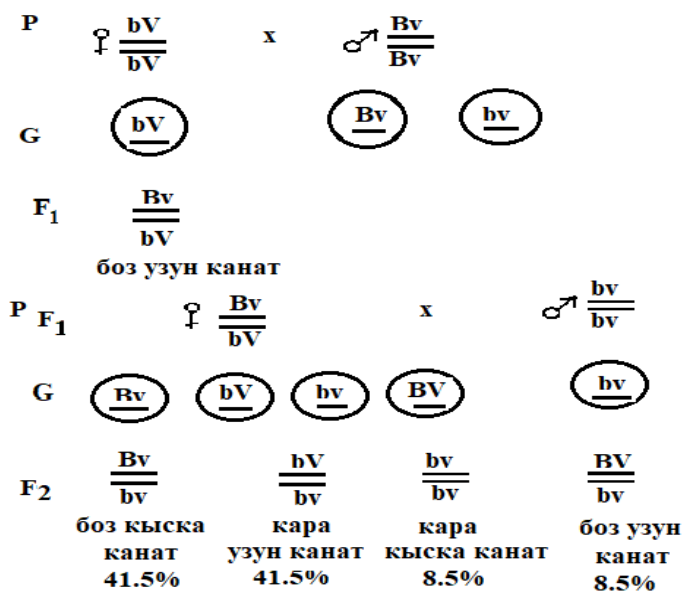 P ♀ bV x ♂ Bv
bV Bv
G bV Bv bv
F1 Bv
bV
боз узун канат
P F1 ♀ Bv x ♂ bv
bV bv
G Bv bV bv BV bv
F2 Bv bV bv BV
bv bv bv bv
боз кыска кара кара боз узун
канат узун канат кыска канат канат
41.5% 41.5% 8.5% 8.5%